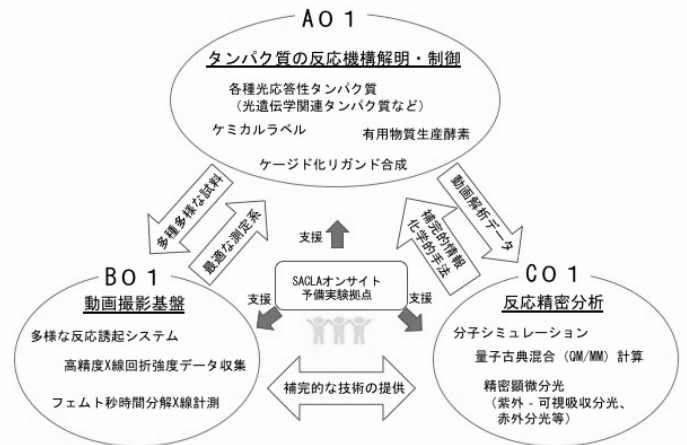 A01
タンパク質の反応機構解明・制御
各種光応答性タンパク質
（光遺伝学関連タンパク質など）
ケミカルラベル
有用物質生産酵素
ケージド化リガンド合成
多種多様な試料
最適な測定系
動画解析データ
補完的情報
化学的手法
支援
SACLAオンサイト
予備実験拠点
支援
支援
B01
動画撮影基盤
多様な反応誘起システム
高精度X線回折強度データ収集
フェムト秒時間分解X線計測
補完的な技術の提供
C01
反応精密分析
分子シミュレーション
量子古典混合（QM/MM）計算
精密顕微分光
（紫外‐可視吸収分光、
赤外分光等）